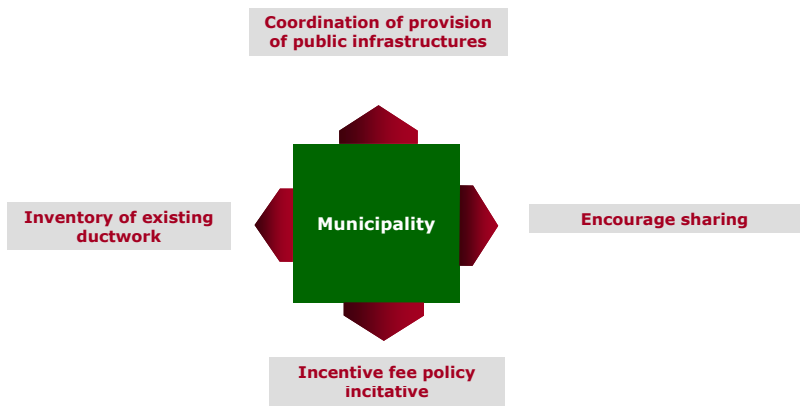 Coordination of provision
of public infrastructures
Inventory of existing
ductwork
Municipality
Encourage sharing
Incentive fee policy
incitative